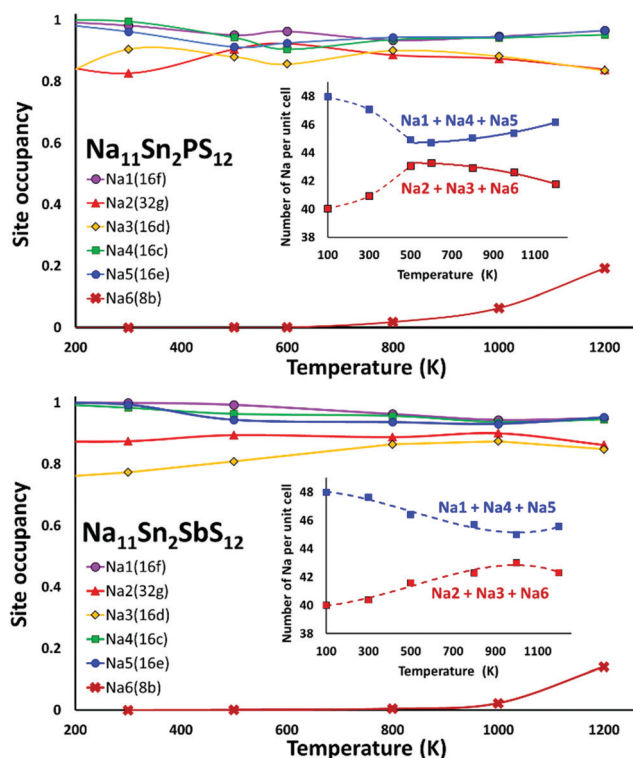 1
0.8
0.6
0.4
0.2
0
Site occupancy
Na11Sn2PS12
Na1(16f)
Na2(32g)
Na3(16d)
Na4(16c)
Na5(16e)
Na6(8b)
48
46
44
42
40
38
Number of Na per unit cell
Na1 + Na4 + Na5
Na2 + Na3 + Na6
100 300 500 700 900 1100
Temperature (K)
200 400 600 800 1000 1200
Temperature (K)
1
0.8
0.6
0.4
0.2
0
Site occupancy
Na11Sn2SbS12
Na1(16f)
Na2(32g)
Na3(16d)
Na4(16c)
Na5(16e)
Na6(8b)
48
46
44
42
40
38
Number of Na per unit cell
Na1 + Na4 + Na5
Na2 + Na3 + Na6
100 300 500 700 900 1100
Temperature (K)
200 400 600 800 1000 1200
Temperature (K)